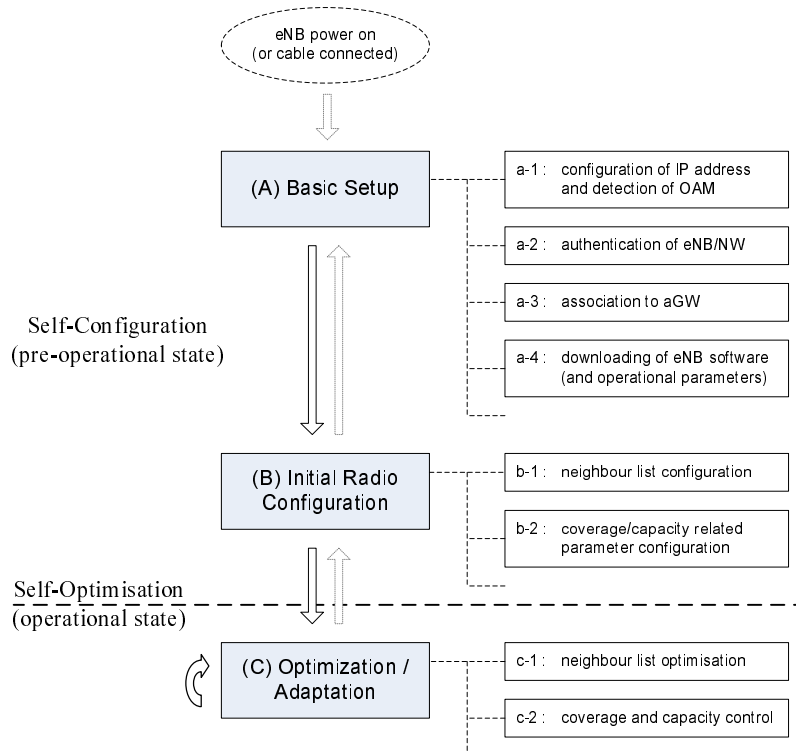 eNB power on
(or cable connected)
(A) Basic Setup
a-1 : configuration of IP address
and detection of OAM
a-2 : authentication of eNB/NW
a-3 : association to aGW
a-4 : downloading of eNB software
(and operational parameters)
Self-Configuration
(pre-operational state)
(B) Initial Radio
Configuration
b-1 : neighbour list configuration
b-2 : coverage/capacity related
parameter configuration
Self-Optimisation
(operational state)
(C) Optimization /
Adaptation
c-1 : neighbour list optimisation
c-2 : coverage and capacity control